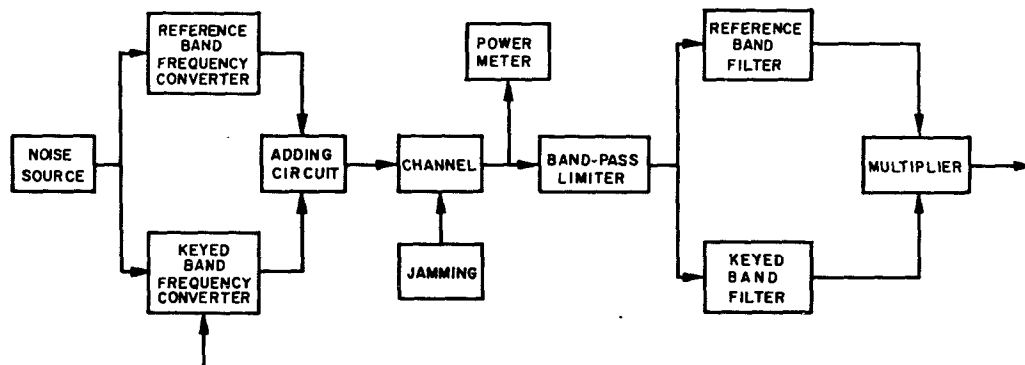 REFERENCE
BAND
FREQUENCY
CONVERTER
POWER
METER
REFERENCE
BAND
FILTER
NOISE
SOURCE
ADDING
CIRCUIT
CHANNEL
BAND-PASS
LIMITER
MULTIPLIER
KEYED
BAND
FREQUENCY
CONVERTER
JAMMING
KEYED
BAND
FILTER